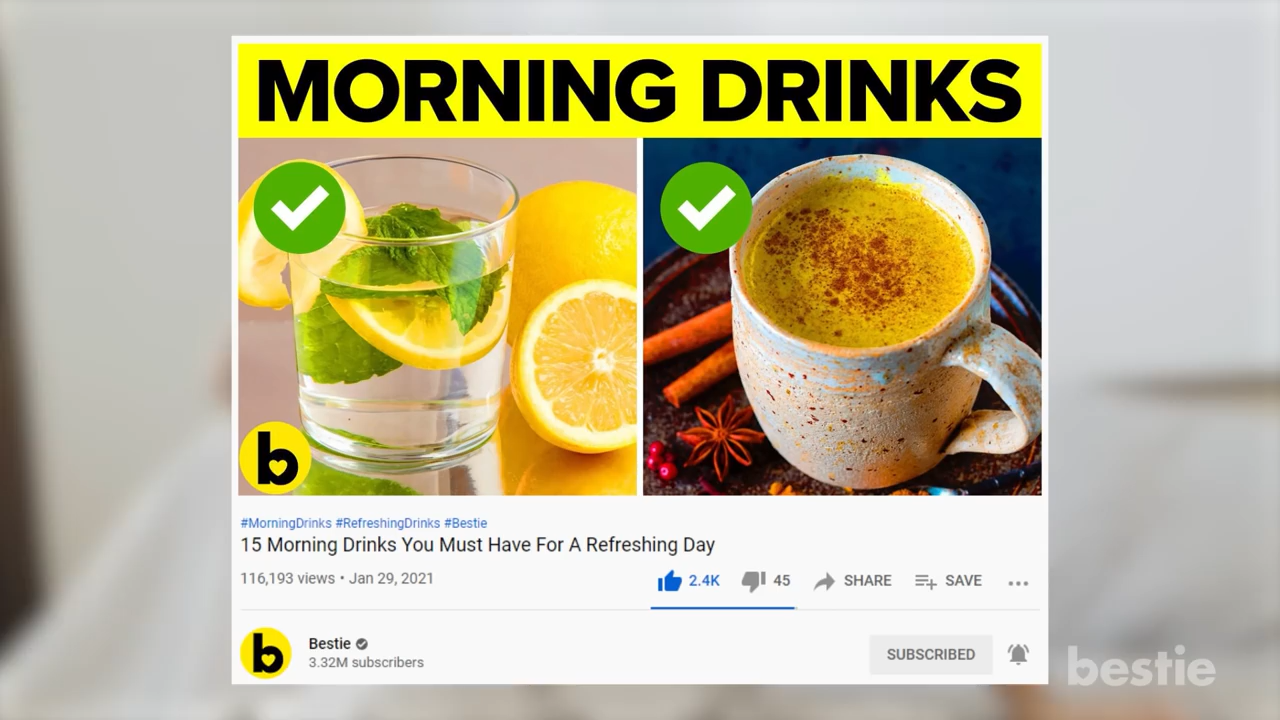 MORNING DRINKS
b
#MorningDrinks #RefreshingDrinks #Bestie
15 Morning Drinks You Must Have For A Refreshing Day
116,193 views • Jan 29, 2021
2.4K
45
SHARE
SAVE
b
Bestie
3.32M subscribers
SUBSCRIBED
bestie